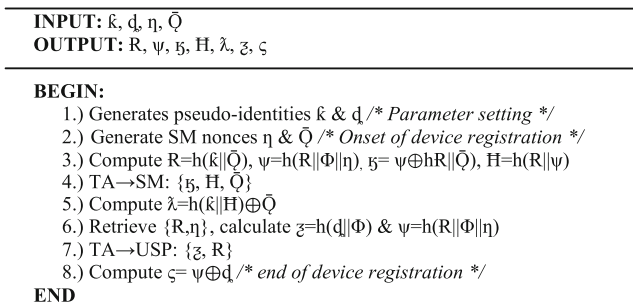 INPUT: ƙ, ȡ, η, Ǭ
OUTPUT: Ɍ, ψ, ӄ, Ħ, ƛ, ʓ, ς
BEGIN:
1.) Generates pseudo-identities ƙ & ȡ /* Parameter setting */
2.) Generate SM nonces η & Ǭ /* Onset of device registration */
3.) Compute Ɍ=h(ƙ||Ǭ), ψ=h(Ɍ||Φ||η), ӄ= ψ⊕hɌ||Ǭ), Ħ=h(Ɍ||ψ)
4.) TA→SM: {ӄ, Ħ, Ǭ}
5.) Compute ƛ=h(ƙ||Ħ)⊕Ǭ
6.) Retrieve {Ɍ,η}, calculate ʓ=h(ȡ||Φ) & ψ=h(Ɍ||Φ||η)
7.) TA→USP: {ʓ, Ɍ}
8.) Compute ς= ψ⊕ȡ /* end of device registration */
END